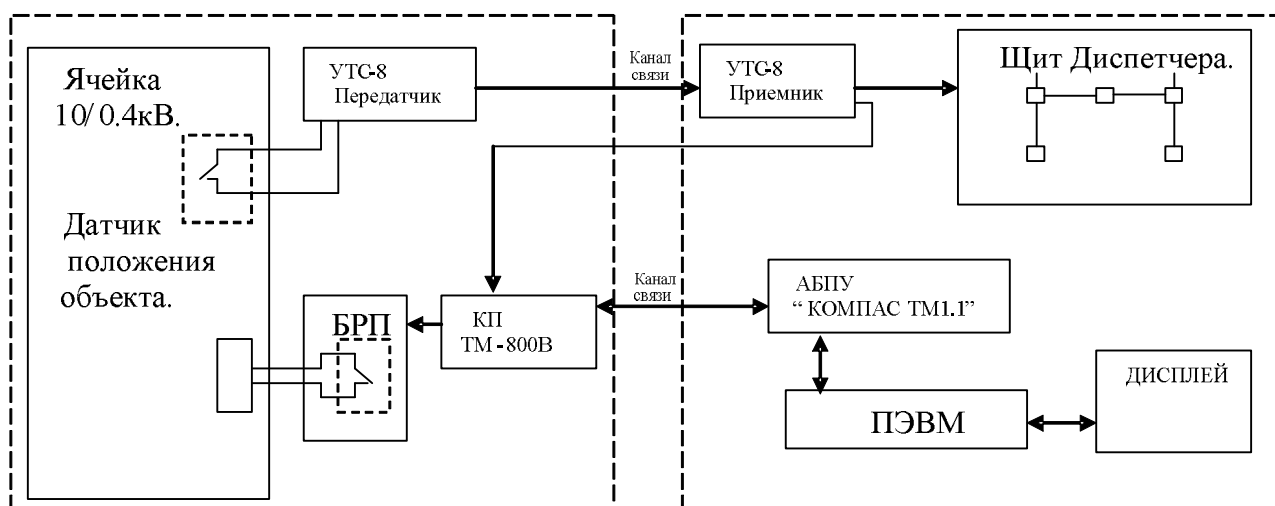 Ячейка
10/ 0.4кВ.
Датчик
положения
объекта.
УТС-8
Передатчик
Канал
связи
УТС-8
Приемник
Щит Диспетчера.
БРП
КП
ТМ - 800В
Канал
связи
АБПУ
“ КОМПАС ТМ1.1”
ПЭВМ
ДИСПЛЕЙ